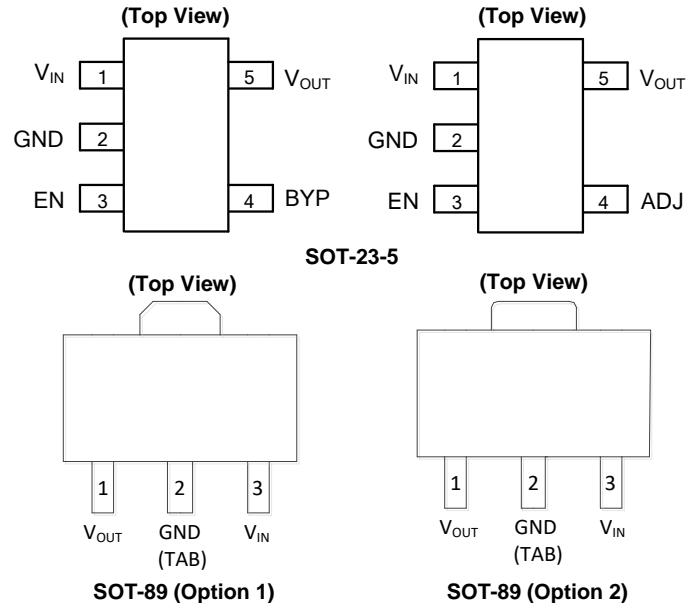 (Top View) (Top View)
V_IN 1 5 V_OUT V_IN 1 5 V_OUT
GND 2 GND 2
EN 3 4 BYP EN 3 4 ADJ
SOT-23-5
(Top View) (Top View)
1 2 3 1 2 3
V_OUT GND V_IN V_OUT GND V_IN
(TAB) (TAB)
SOT-89 (Option 1) SOT-89 (Option 2)